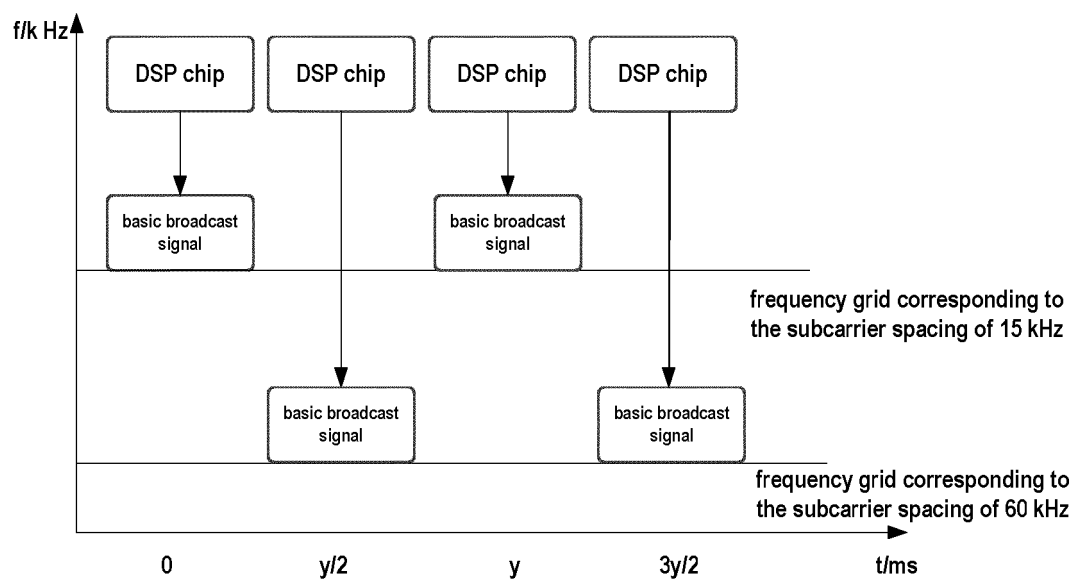 f/k Hz
DSP chip
DSP chip
DSP chip
DSP chip
basic broadcast
signal
basic broadcast
signal
frequency grid corresponding to
the subcarrier spacing of 15 kHz
basic broadcast
signal
basic broadcast
signal
frequency grid corresponding to
the subcarrier spacing of 60 kHz
0
y/2
y
3y/2
t/ms